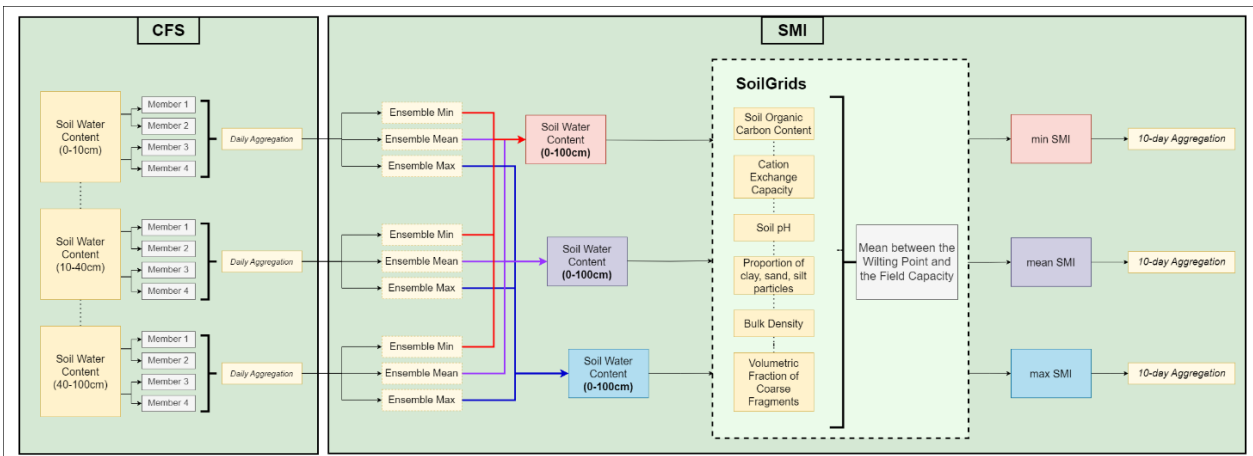 CFS
Soil Water
Content
(0-10cm)
Member 1
Member 2
Member 3
Member 4
Daily Aggregation
Soil Water
Content
(10-40cm)
Member 1
Member 2
Member 3
Member 4
Daily Aggregation
Soil Water
Content
(40-100cm)
Member 1
Member 2
Member 3
Member 4
Daily Aggregation
SMI
Ensemble Min
Ensemble Mean
Ensemble Max
Ensemble Min
Ensemble Mean
Ensemble Max
Ensemble Min
Ensemble Mean
Ensemble Max
Soil Water
Content
(0-100cm)
Soil Water
Content
(0-100cm)
Soil Water
Content
(0-100cm)
SoilGrids
Soil Organic
Carbon Content
Cation
Exchange
Capacity
Soil pH
Proportion of
clay, sand, silt
particles
Bulk Density
Volumetric
Fraction of
Coarse
Fragments
Mean between the
Wilting Point and
the Field Capacity
min SMI
10-day Aggregation
mean SMI
10-day Aggregation
max SMI
10-day Aggregation